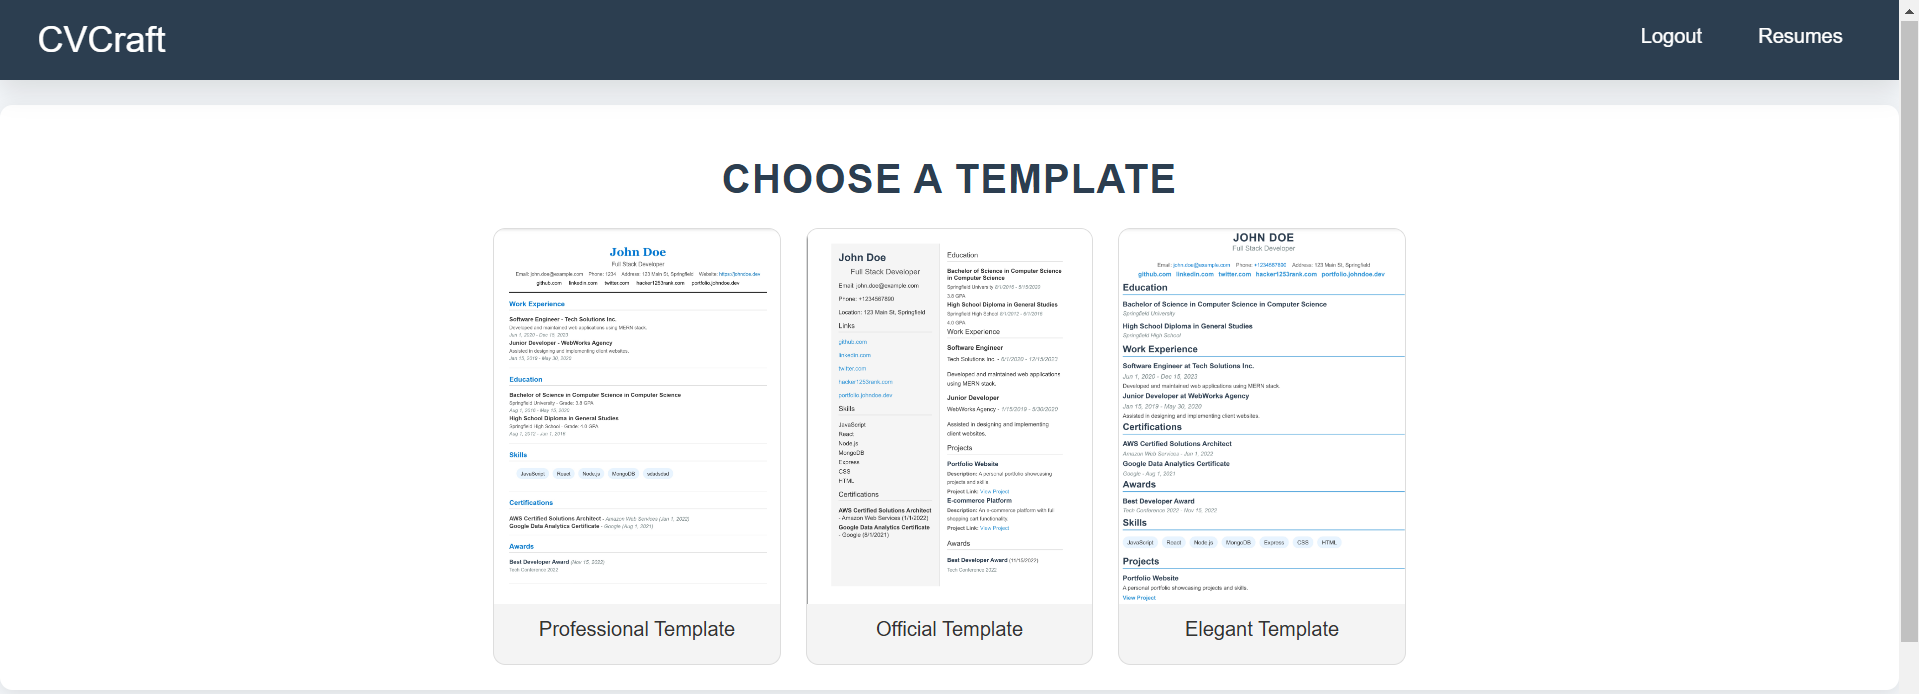 CVCraft
Logout
Resumes
CHOOSE A TEMPLATE
John Doe
Full Stack Developer
Email: john.doe@example.com Phone: 1234 Address: 123 Main St, Springfield Website: https://johndoe.dev
github.com linkedin.com twitter.com hacker1253rank.com portfolio.johndoe.dev
Work Experience
Software Engineer - Tech Solutions Inc.
Developed and maintained web applications using MERN stack.
Jun 1, 2020 - Dec 15, 2023
Junior Developer - WebWorks Agency
Assisted in designing and implementing client websites.
Jan 15, 2019 - May 30, 2020
Education
Bachelor of Science in Computer Science in Computer Science
Springfield University - Grade: 3.8 GPA
Aug 1, 2016 - May 15, 2020
High School Diploma in General Studies
Springfield High School - Grade: 4.0 GPA
Aug 1, 2012 - Jun 1, 2016
Skills
JavaScript React Node.js MongoDB sdadsdad
Certifications
AWS Certified Solutions Architect - Amazon Web Services (Jan 1, 2022)
Google Data Analytics Certificate - Google (Aug 1, 2021)
Awards
Best Developer Award (Nov 15, 2022)
Tech Conference 2022
Professional Template
John Doe
Full Stack Developer
Email: john.doe@example.com
Phone: +1234567890
Location: 123 Main St, Springfield
Links
github.com
linkedin.com
twitter.com
hacker1253rank.com
portfolio.johndoe.dev
Skills
JavaScript
React
Node.js
MongoDB
Express
CSS
HTML
Certifications
AWS Certified Solutions Architect
- Amazon Web Services (1/1/2022)
Google Data Analytics Certificate
- Google (8/1/2021)
Education
Bachelor of Science in Computer Science
in Computer Science
Springfield University 8/1/2016 - 5/15/2020
3.8 GPA
High School Diploma in General Studies
Springfield High School 8/1/2012 - 6/1/2016
4.0 GPA
Work Experience
Software Engineer
Tech Solutions Inc. - 6/1/2020 - 12/15/2023
Developed and maintained web applications
using MERN stack.
Junior Developer
WebWorks Agency - 1/15/2019 - 5/30/2020
Assisted in designing and implementing
client websites.
Projects
Portfolio Website
Description: A personal portfolio showcasing
projects and skills.
Project Link: View Project
E-commerce Platform
Description: An e-commerce platform with full
shopping cart functionality.
Project Link: View Project
Awards
Best Developer Award (11/15/2022)
Tech Conference 2022
Official Template
JOHN DOE
Full Stack Developer
Email: john.doe@example.com Phone: +1234567890 Address: 123 Main St, Springfield
github.com linkedin.com twitter.com hacker1253rank.com portfolio.johndoe.dev
Education
Bachelor of Science in Computer Science in Computer Science
Springfield University
High School Diploma in General Studies
Springfield High School
Work Experience
Software Engineer at Tech Solutions Inc.
Jun 1, 2020 - Dec 15, 2023
Developed and maintained web applications using MERN stack.
Junior Developer at WebWorks Agency
Jan 15, 2019 - May 30, 2020
Assisted in designing and implementing client websites.
Certifications
AWS Certified Solutions Architect
Amazon Web Services - Jan 1, 2022
Google Data Analytics Certificate
Google - Aug 1, 2021
Awards
Best Developer Award
Tech Conference 2022 - Nov 15, 2022
Skills
JavaScript React Node.js MongoDB Express CSS HTML
Projects
Portfolio Website
A personal portfolio showcasing projects and skills.
View Project
Elegant Template